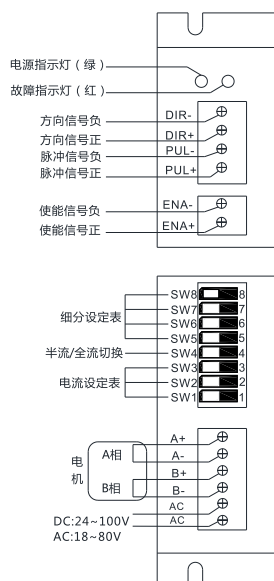 电源指示灯（绿）
故障指示灯（红）
方向信号负 DIR-
方向信号正 DIR+
脉冲信号负 PUL-
脉冲信号正 PUL+
使能信号负 ENA-
使能信号正 ENA+
SW8 8
SW7 7
细分设定表
SW6 6
SW5 5
半流/全流切换 SW4 4
SW3 3
电流设定表 SW2 2
SW1 1
电机
A相
A+
A-
B相
B+
B-
AC
DC:24~100V AC
AC:18~80V